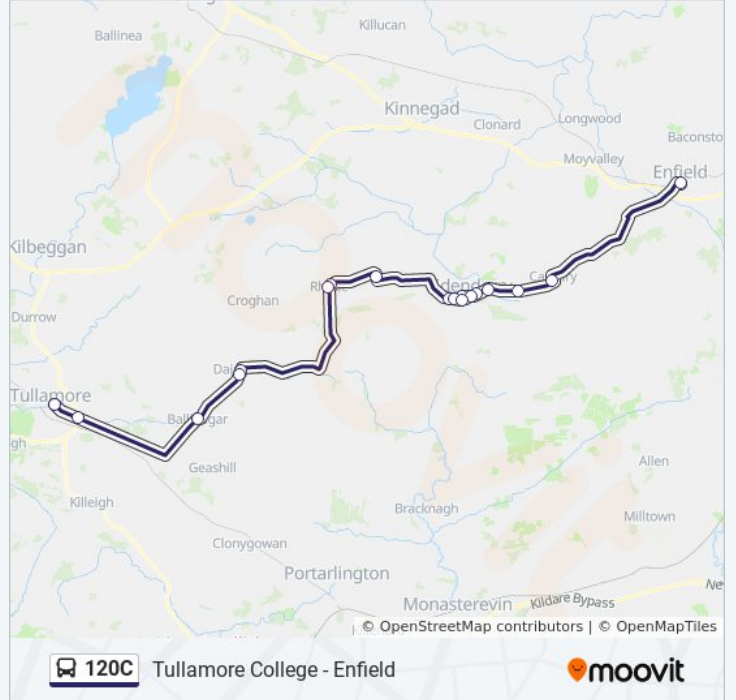 Killucan
Ballinea
Kinnegad
Longwood
Clonard
Baconsto
Moyvalley
Enfield
Kilbeggan
Croghan
Durrow
Tullamore
Geashill
Allen
Killeigh
Bracknagh
Milltown
Clonygowan
Portarlington
Monasterevin
Kildare Bypass
Ne
© OpenStreetMap contributors | © OpenMapTiles
120C Tullamore College - Enfield
moovit